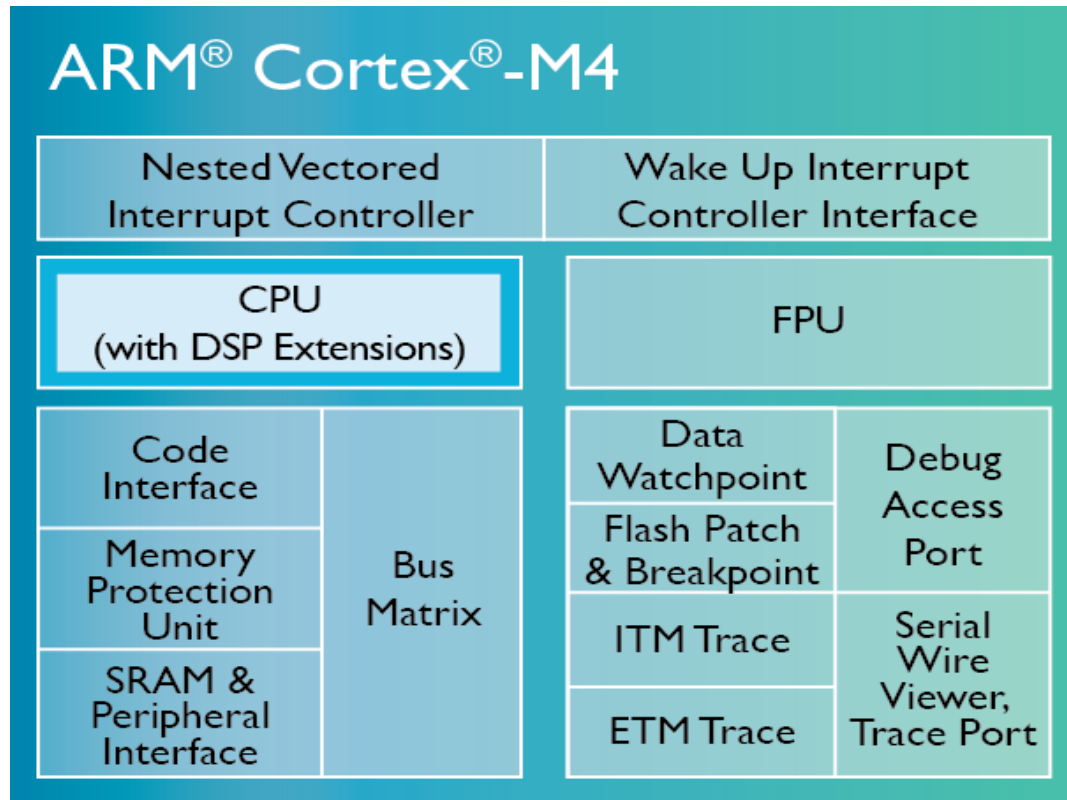 ARM® Cortex®-M4
Nested Vectored
Interrupt Controller
Wake Up Interrupt
Controller Interface
CPU
(with DSP Extensions)
FPU
Code
Interface
Memory
Protection
Unit
SRAM &
Peripheral
Interface
Bus
Matrix
Data
Watchpoint
Flash Patch
& Breakpoint
ITM Trace
ETM Trace
Debug
Access
Port
Serial
Wire
Viewer,
Trace Port